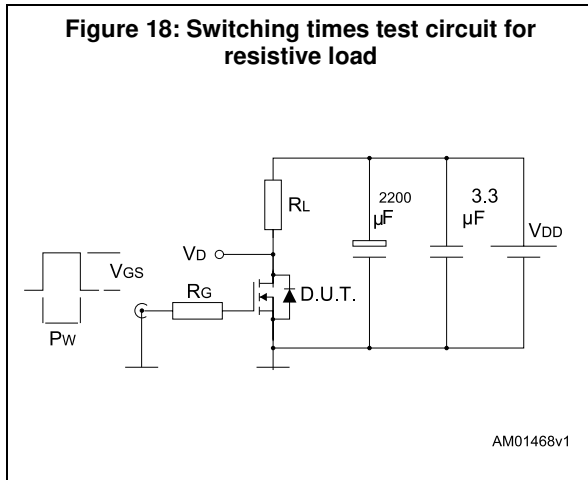 Figure 18: Switching times test circuit for
resistive load
RL
2200
μF
3.3
μF
VDD
VD
VGS
RG
D.U.T.
PW
AM01468v1